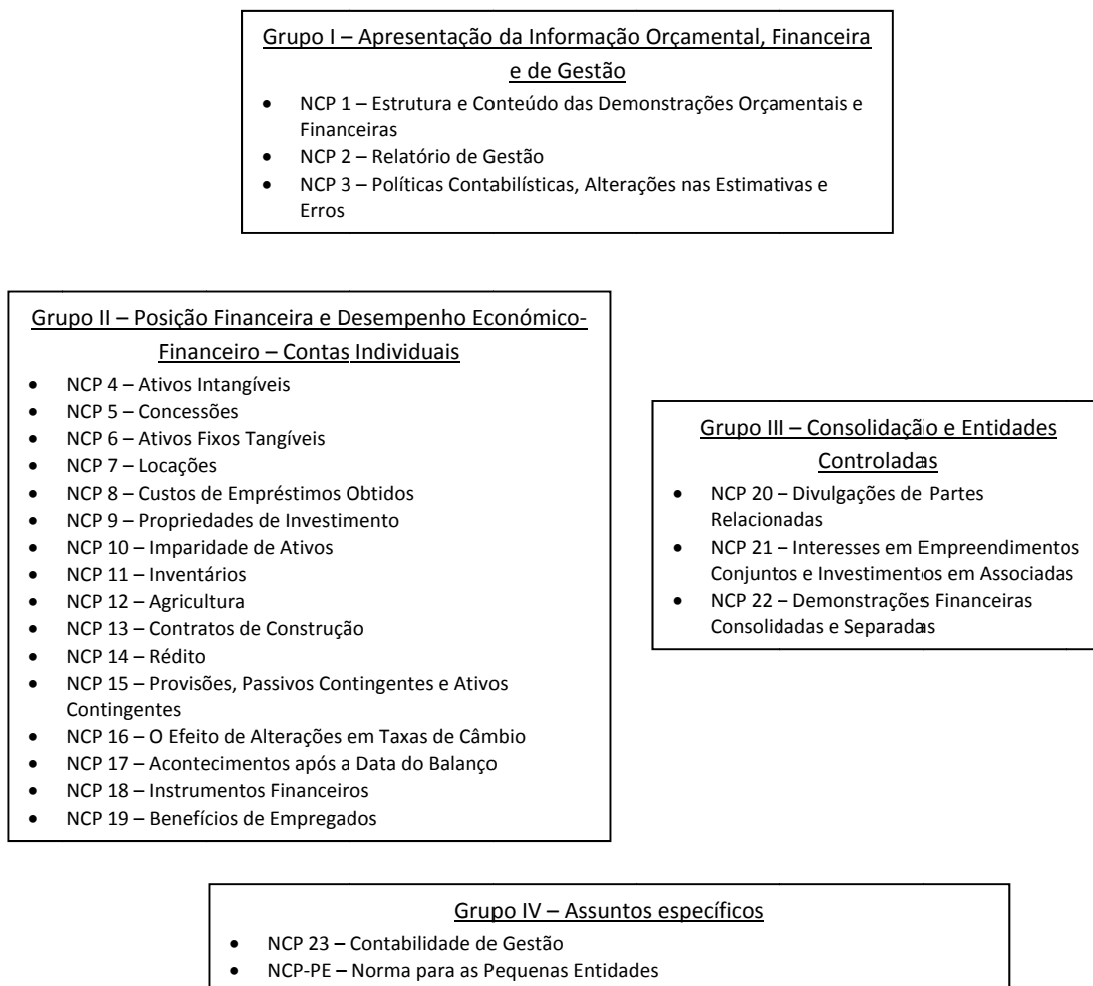 Grupo I – Apresentação da Informação Orçamental, Financeira
e de Gestão
• NCP 1 – Estrutura e Conteúdo das Demonstrações Orçamentais e
Financeiras
• NCP 2 – Relatório de Gestão
• NCP 3 – Políticas Contabilísticas, Alterações nas Estimativas e
Erros
Grupo II – Posição Financeira e Desempenho Económico-
Financeiro – Contas Individuais
• NCP 4 – Ativos Intangíveis
• NCP 5 – Concessões
• NCP 6 – Ativos Fixos Tangíveis
• NCP 7 – Locações
• NCP 8 – Custos de Empréstimos Obtidos
• NCP 9 – Propriedades de Investimento
• NCP 10 – Imparidade de Ativos
• NCP 11 – Inventários
• NCP 12 – Agricultura
• NCP 13 – Contratos de Construção
• NCP 14 – Rédito
• NCP 15 – Provisões, Passivos Contingentes e Ativos
Contingentes
• NCP 16 – O Efeito de Alterações em Taxas de Câmbio
• NCP 17 – Acontecimentos após a Data do Balanço
• NCP 18 – Instrumentos Financeiros
• NCP 19 – Benefícios de Empregados
Grupo III – Consolidação e Entidades
Controladas
• NCP 20 – Divulgações de Partes
Relacionadas
• NCP 21 – Interesses em Empreendimentos
Conjuntos e Investimentos em Associadas
• NCP 22 – Demonstrações Financeiras
Consolidadas e Separadas
Grupo IV – Assuntos específicos
• NCP 23 – Contabilidade de Gestão
• NCP-PE – Norma para as Pequenas Entidades